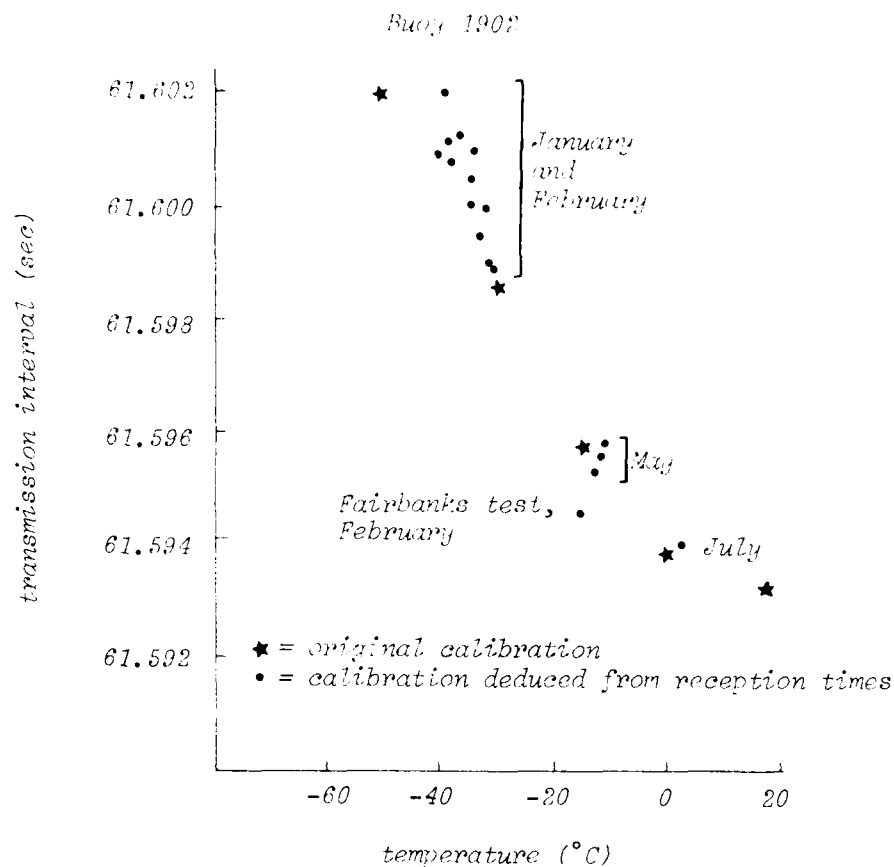 Buoy 1902
transmission interval (sec)
61.602
61.600
61.598
61.596
61.594
61.592
January
and
February
May
Fairbanks test,
February
July
★ = original calibration
• = calibration deduced from reception times
-60 -40 -20 0 20
temperature (°C)